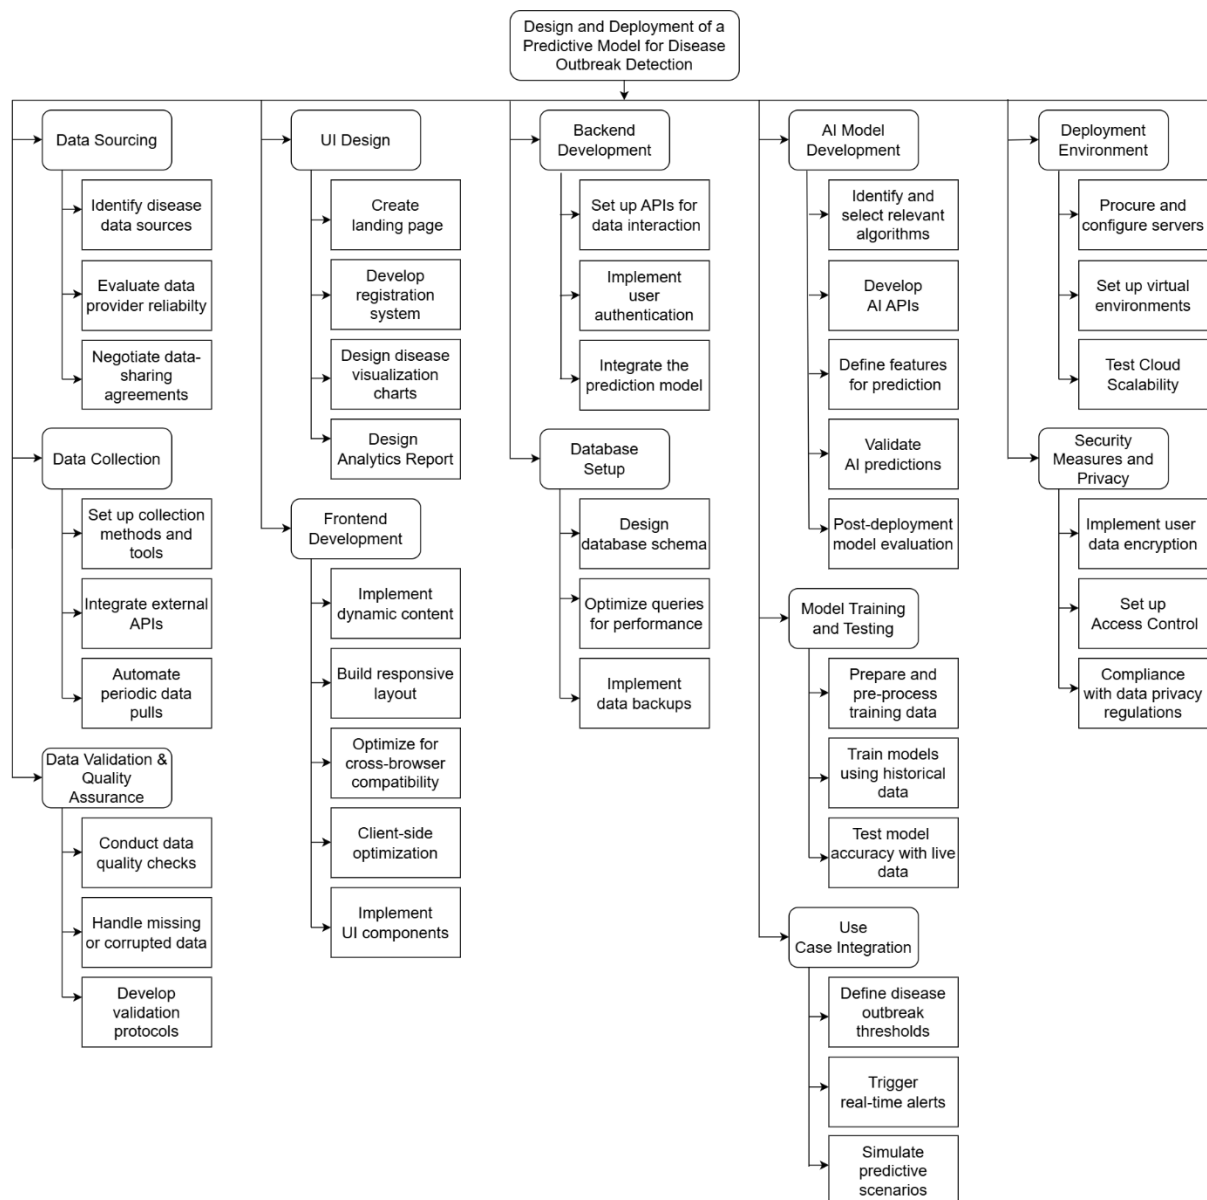 Design and Deployment of a
Predictive Model for Disease
Outbreak Detection
Data Sourcing
Identify disease
data sources
Evaluate data
provider reliabilty
Negotiate data-
sharing
agreements
Data Collection
Set up collection
methods and
tools
Integrate external
APIs
Automate
periodic data
pulls
Data Validation &
Quality
Assurance
Conduct data
quality checks
Handle missing
or corrupted data
Develop
validation
protocols
UI Design
Create
landing page
Develop
registration
system
Design disease
visualization
charts
Design
Analytics Report
Frontend
Development
Implement
dynamic content
Build responsive
layout
Optimize for
cross-browser
compatibility
Client-side
optimization
Implement
UI components
Backend
Development
Set up APIs for
data interaction
Implement
user
authentication
Integrate the
prediction model
Database
Setup
Design
database schema
Optimize queries
for performance
Implement
data backups
AI Model
Development
Identify and
select relevant
algorithms
Develop
AI APIs
Define features
for prediction
Validate
AI predictions
Post-deployment
model evaluation
Model Training
and Testing
Prepare and
pre-process
training data
Train models
using historical
data
Test model
accuracy with live
data
Use
Case Integration
Define disease
outbreak
thresholds
Trigger
real-time alerts
Simulate
predictive
scenarios
Deployment
Environment
Procure and
configure servers
Set up virtual
environments
Test Cloud
Scalability
Security
Measures and
Privacy
Implement user
data encryption
Set up
Access Control
Compliance
with data privacy
regulations